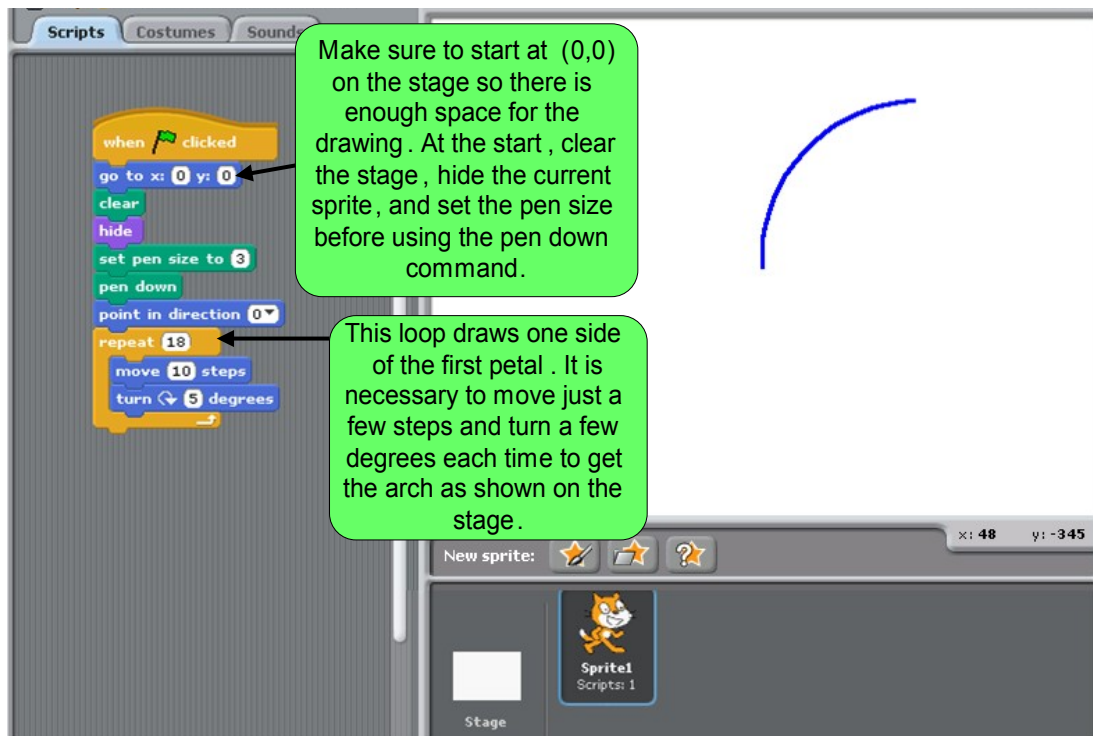 Scripts
Costumes
Sounds
when clicked
go to x: 0 y: 0
clear
hide
set pen size to 3
pen down
point in direction 0
repeat 18
move 10 steps
turn 5 degrees
Make sure to start at (0,0)
on the stage so there is
enough space for the
drawing. At the start, clear
the stage, hide the current
sprite, and set the pen size
before using the pen down
command.
This loop draws one side
of the first petal. It is
necessary to move just a
few steps and turn a few
degrees each time to get
the arch as shown on the
stage.
x: 48 y: -345
New sprite:
Sprite1
Scripts: 1
Stage